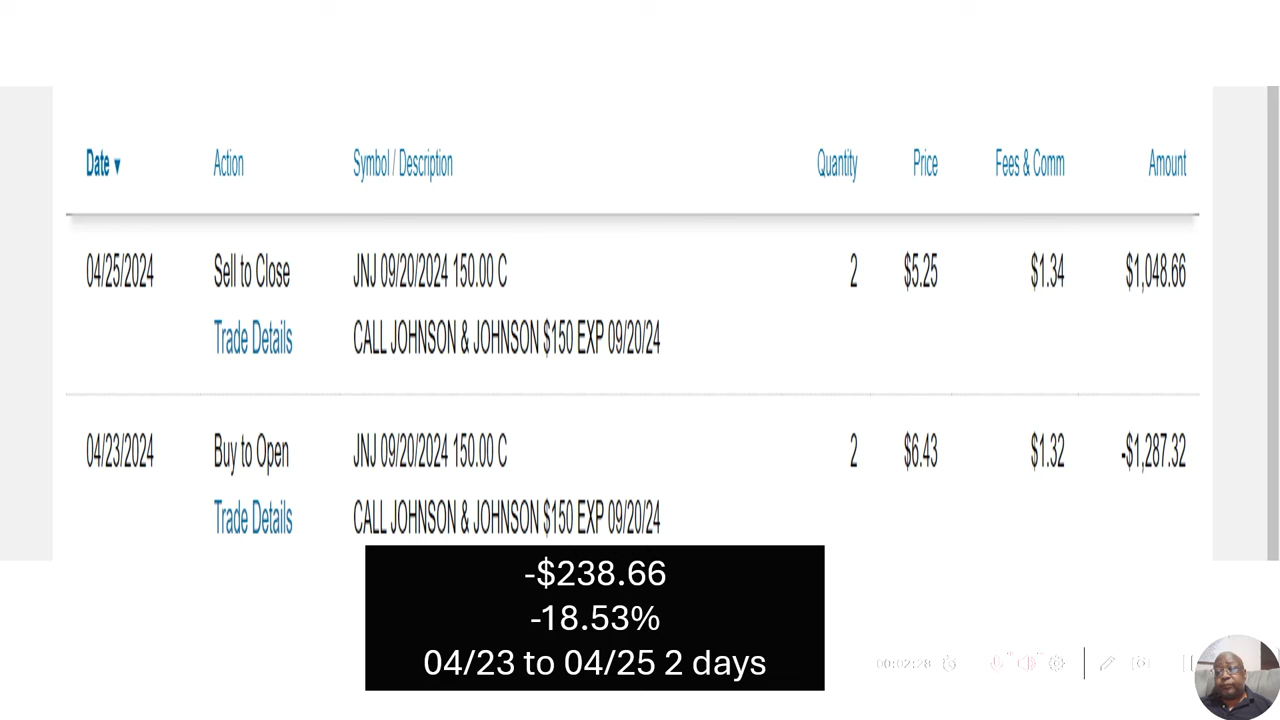 Date ▼ Action Symbol / Description Quantity Price Fees & Comm Amount
04/25/2024 Sell to Close JNJ 09/20/2024 150.00 C 2 $5.25 $1.34 $1,048.66
Trade Details CALL JOHNSON & JOHNSON $150 EXP 09/20/24
04/23/2024 Buy to Open JNJ 09/20/2024 150.00 C 2 $6.43 $1.32 -$1,287.32
Trade Details CALL JOHNSON & JOHNSON $150 EXP 09/20/24
-$238.66
-18.53%
04/23 to 04/25 2 days
00:02:28